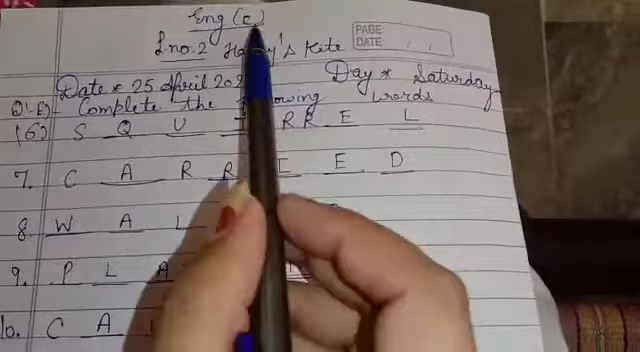 Eng (c)
L.no. 2 Kite
PAGE:
DATE:
Date * 25 April Day * Saturday
Complete the words
(6) S Q U I R R E L
7. C A R R I E D
8. W A L
9. P L A
10. C A